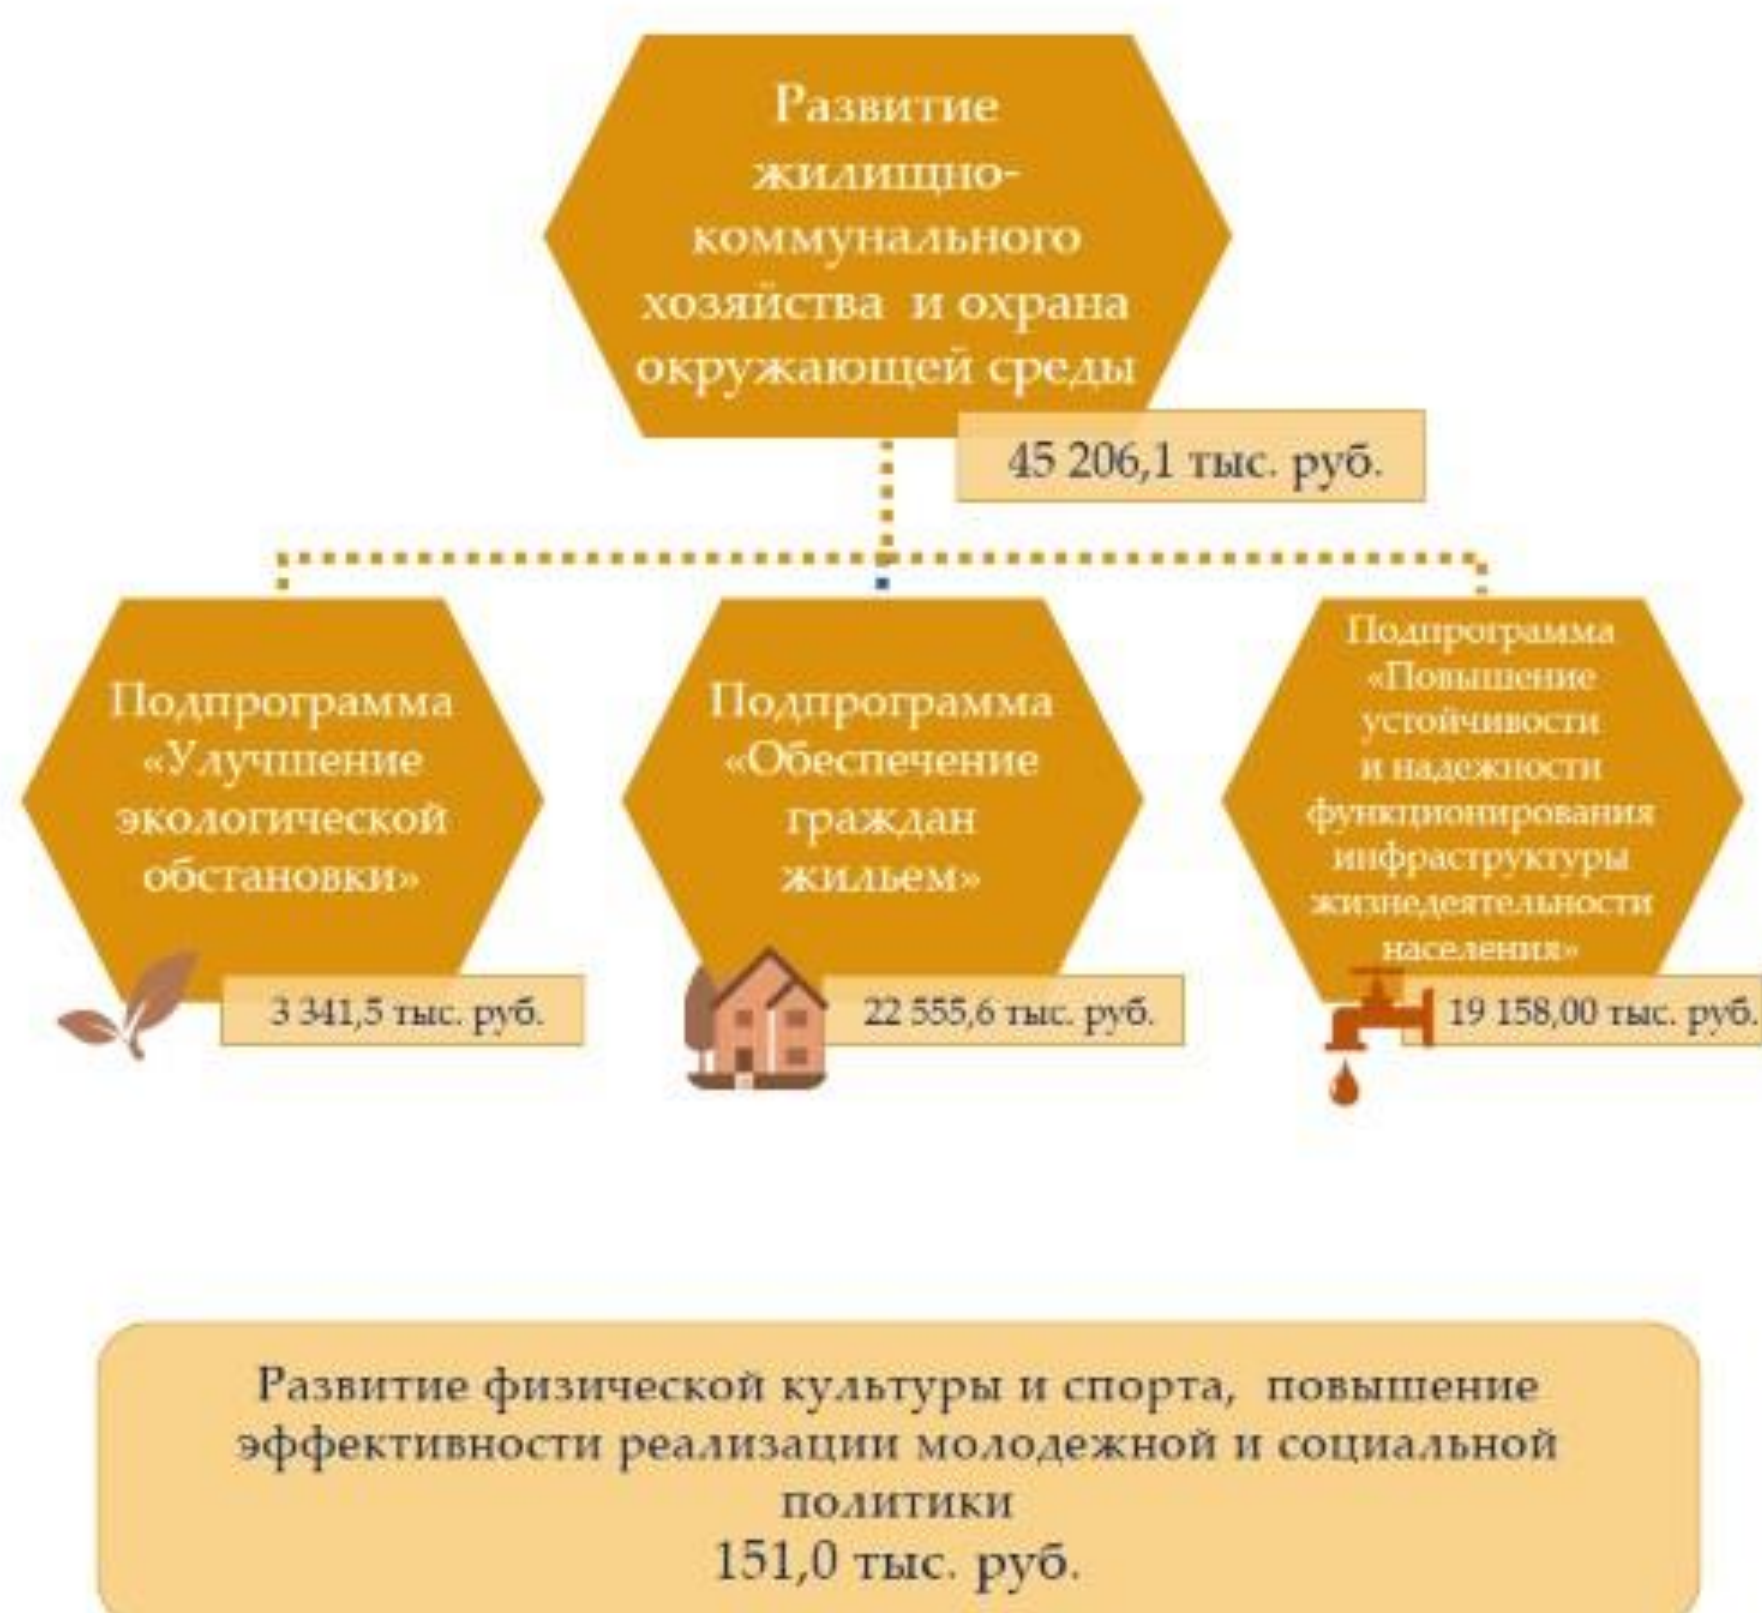 Развитие
жилищно-
коммунального
хозяйства и охрана
окружающей среды
45 206,1 тыс. руб.
Подпрограмма
«Улучшение
экологической
обстановки»
3 341,5 тыс. руб.
Подпрограмма
«Обеспечение
граждан
жильем»
22 555,6 тыс. руб.
Подпрограмма
«Повышение
устойчивости
и надежности
функционирования
инфраструктуры
жизнедеятельности
населения»
19 158,00 тыс. руб.
Развитие физической культуры и спорта, повышение
эффективности реализации молодежной и социальной
политики
151,0 тыс. руб.